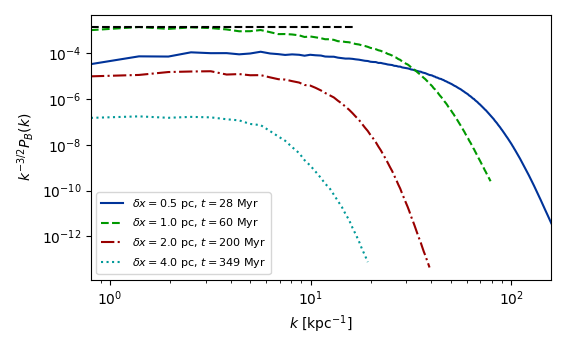 k^{-3/2}P_B(k)
10^{-4}
10^{-6}
10^{-8}
10^{-10}
10^{-12}
δx = 0.5 pc, t = 28 Myr
δx = 1.0 pc, t = 60 Myr
δx = 2.0 pc, t = 200 Myr
δx = 4.0 pc, t = 349 Myr
10^0
10^1
10^2
k [kpc^{-1}]